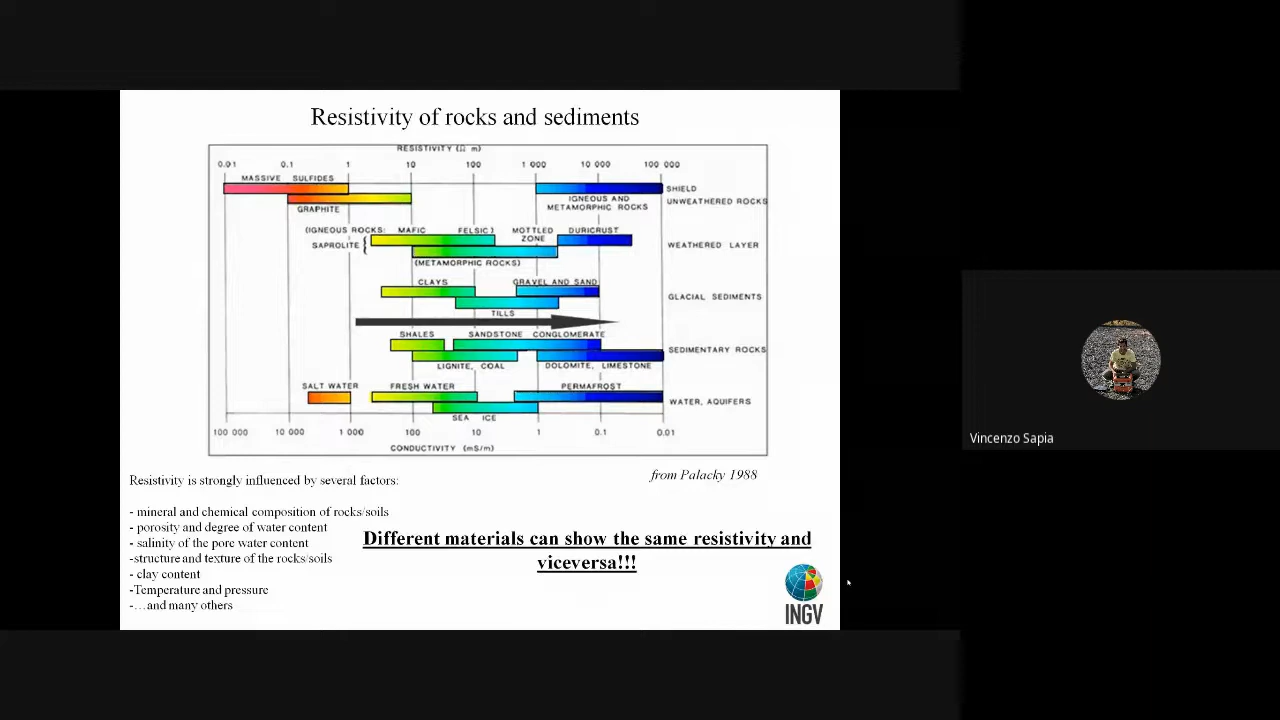 Resistivity of rocks and sediments
RESISTIVITY (Ω m)
0.01 0.1 1 10 100 1 000 10 000 100 000
MASSIVE SULFIDES
SHIELD
GRAPHITE
IGNEOUS AND
METAMORPHIC ROCKS
UNWEATHERED ROCKS
(IGNEOUS ROCKS: MAFIC FELSIC) MOTTLED
ZONE
DURICRUST
SAPROLITE {
WEATHERED LAYER
(METAMORPHIC ROCKS)
CLAYS GRAVEL AND SAND
GLACIAL SEDIMENTS
TILLS
SHALES SANDSTONE CONGLOMERATE
SEDIMENTARY ROCKS
LIGNITE, COAL DOLOMITE, LIMESTONE
SALT WATER FRESH WATER PERMAFROST
WATER, AQUIFERS
SEA ICE
100 000 10 000 1 000 100 10 1 0.1 0.01
CONDUCTIVITY (mS/m)
from Palacky 1988
Resistivity is strongly influenced by several factors:
- mineral and chemical composition of rocks/soils
- porosity and degree of water content
- salinity of the pore water content
-structure and texture of the rocks/soils
- clay content
-Temperature and pressure
-…and many others
Different materials can show the same resistivity and
viceversa!!!
INGV
Vincenzo Sapia